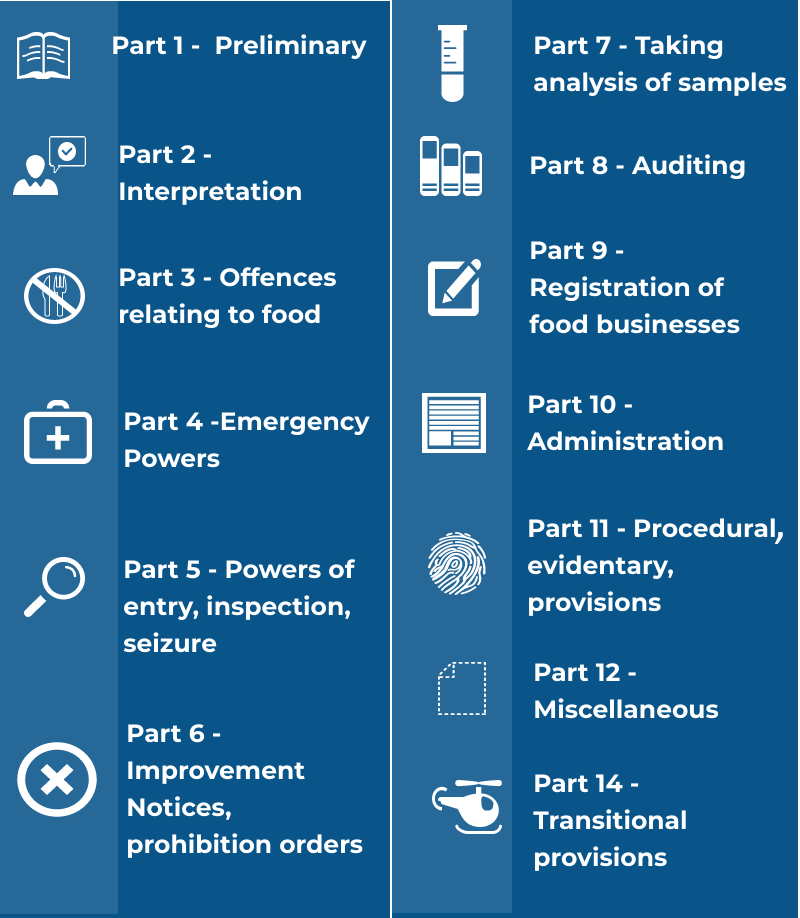 Part 1 -  Preliminary
Part 2 -
Interpretation
Part 3 - Offences
relating to food
Part 4 -Emergency
Powers
Part 5 - Powers of
entry, inspection,
seizure
Part 6 -
Improvement
Notices,
prohibition orders
Part 7 - Taking
analysis of samples
Part 8 - Auditing
Part 9 -
Registration of
food businesses
Part 10 -
Administration
Part 11 - Procedural,
evidentary,
provisions
Part 12 -
Miscellaneous
Part 14 -
Transitional
provisions